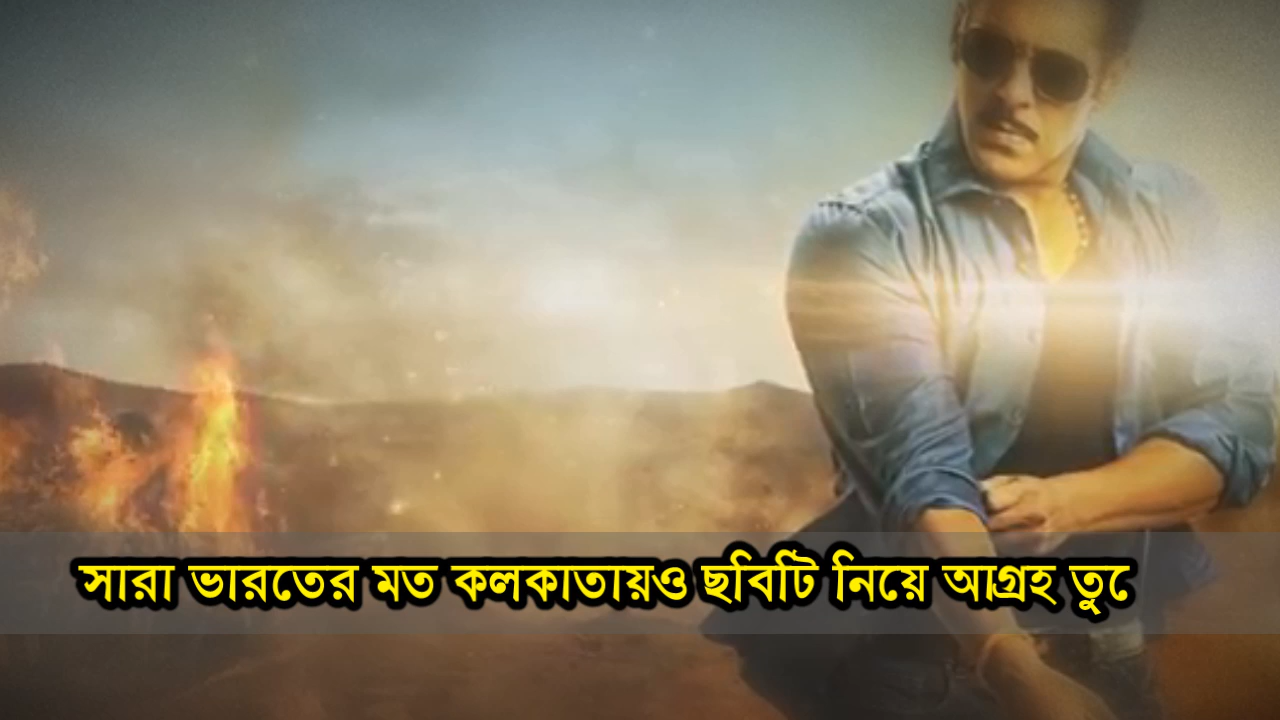 সারা ভারতের মত কলকাতায়ও ছবিটি নিয়ে আগ্রহ তু‌ে